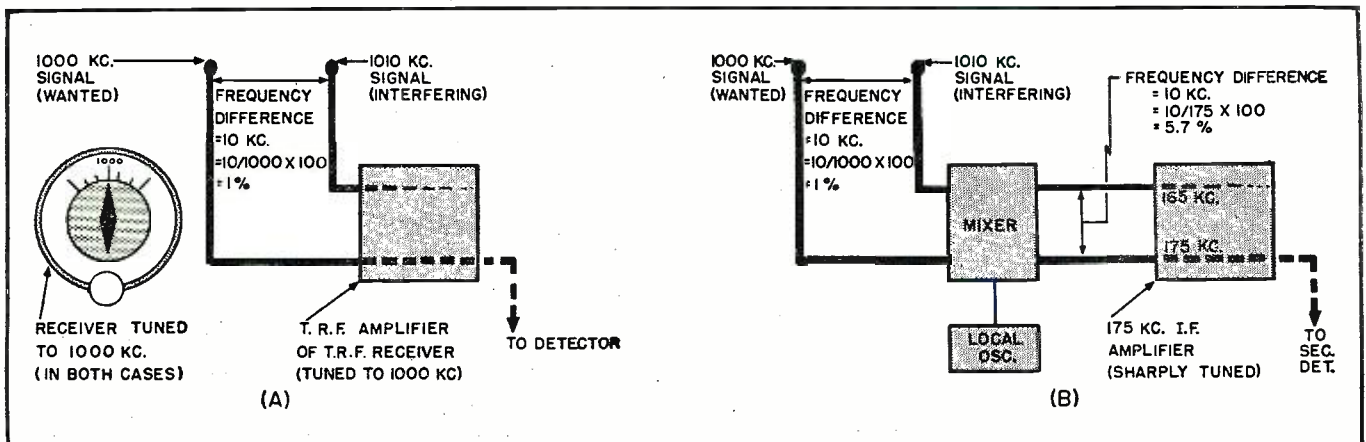 1000 KC.
SIGNAL
(WANTED)
1010 KC.
SIGNAL
(INTERFERING)
FREQUENCY
DIFFERENCE
=10 KC.
=10/1000 X 100
=1%
1000
RECEIVER TUNED
TO 1000 KC.
(IN BOTH CASES)
T. R.F. AMPLIFIER
OF T.R.F. RECEIVER
(TUNED TO 1000 KC)
TO DETECTOR
(A)
1000 KC.
SIGNAL
(WANTED)
1010 KC.
SIGNAL
(INTERFERING)
FREQUENCY
DIFFERENCE
=10 KC.
=10/1000 X 100
=1%
FREQUENCY DIFFERENCE
= 10 KC.
= 10/175 X 100
= 5.7 %
MIXER
LOCAL
OSC.
165 KC.
175 KC.
175 KC. I.F.
AMPLIFIER
(SHARPLY TUNED)
TO
SEC.
DET.
(B)